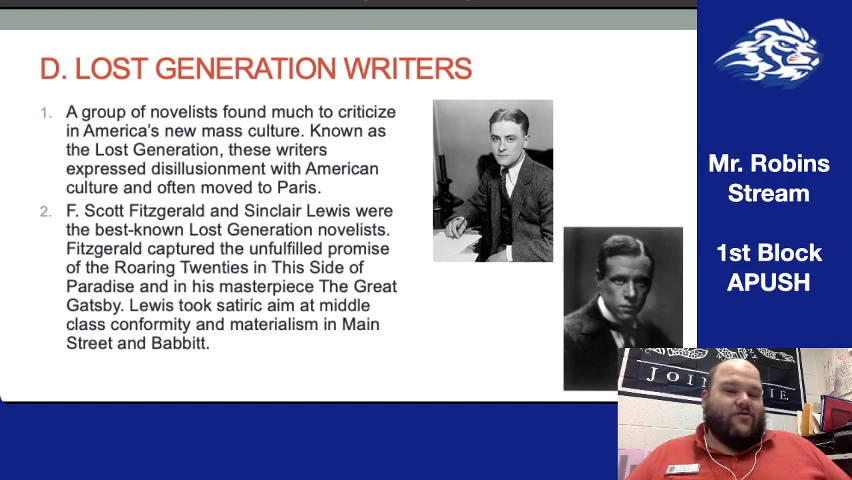 D. LOST GENERATION WRITERS
1. A group of novelists found much to criticize
in America's new mass culture. Known as
the Lost Generation, these writers
expressed disillusionment with American
culture and often moved to Paris.
2. F. Scott Fitzgerald and Sinclair Lewis were
the best-known Lost Generation novelists.
Fitzgerald captured the unfulfilled promise
of the Roaring Twenties in This Side of
Paradise and in his masterpiece The Great
Gatsby. Lewis took satiric aim at middle
class conformity and materialism in Main
Street and Babbitt.
Mr. Robins
Stream
1st Block
APUSH
JOIN
IE.